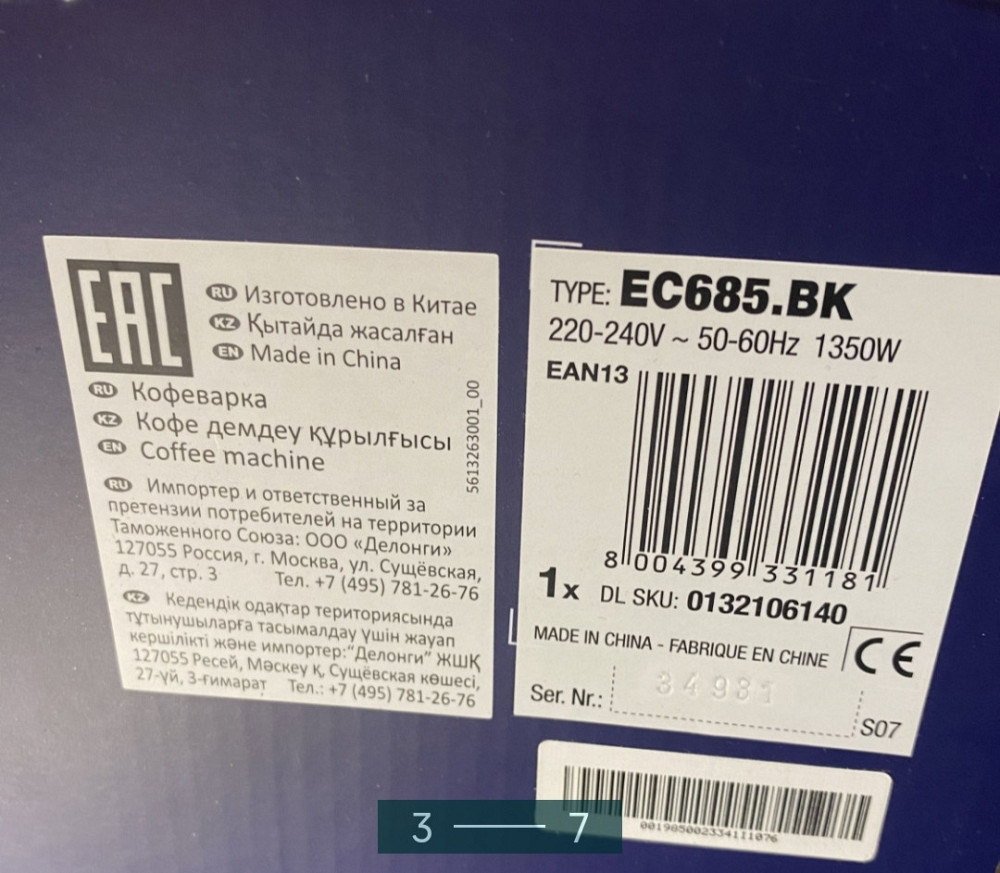 EAC
RU Изготовлено в Китае
KZ Қытайда жасалған
EN Made in China
RU Кофеварка
KZ Кофе демдеу құрылғысы
EN Coffee machine
5613263001_00
RU Импортер и ответственный за
претензии потребителей на территории
Таможенного Союза: ООО «Делонги»
127055 Россия, г. Москва, ул. Сущёвская,
д. 27, стр. 3 Тел. +7 (495) 781-26-76
KZ Кедендік одақтар территориясында
тұтынушыларға тасымалдау үшін жауап
кершілікті және импортер:"Делонги" ЖШҚ
127055 Ресей, Мәскеу қ, Сущёвская көшесі,
27-үй, 3-ғимарат Тел.: +7 (495) 781-26-76
TYPE: EC685.BK
220-240V ~ 50-60Hz 1350W
EAN13
8 004399 331181
1x DL SKU: 0132106140
MADE IN CHINA - FABRIQUE EN CHINE CE
Ser. Nr.: 34983
S07
00198500233411107​6
3 — 7